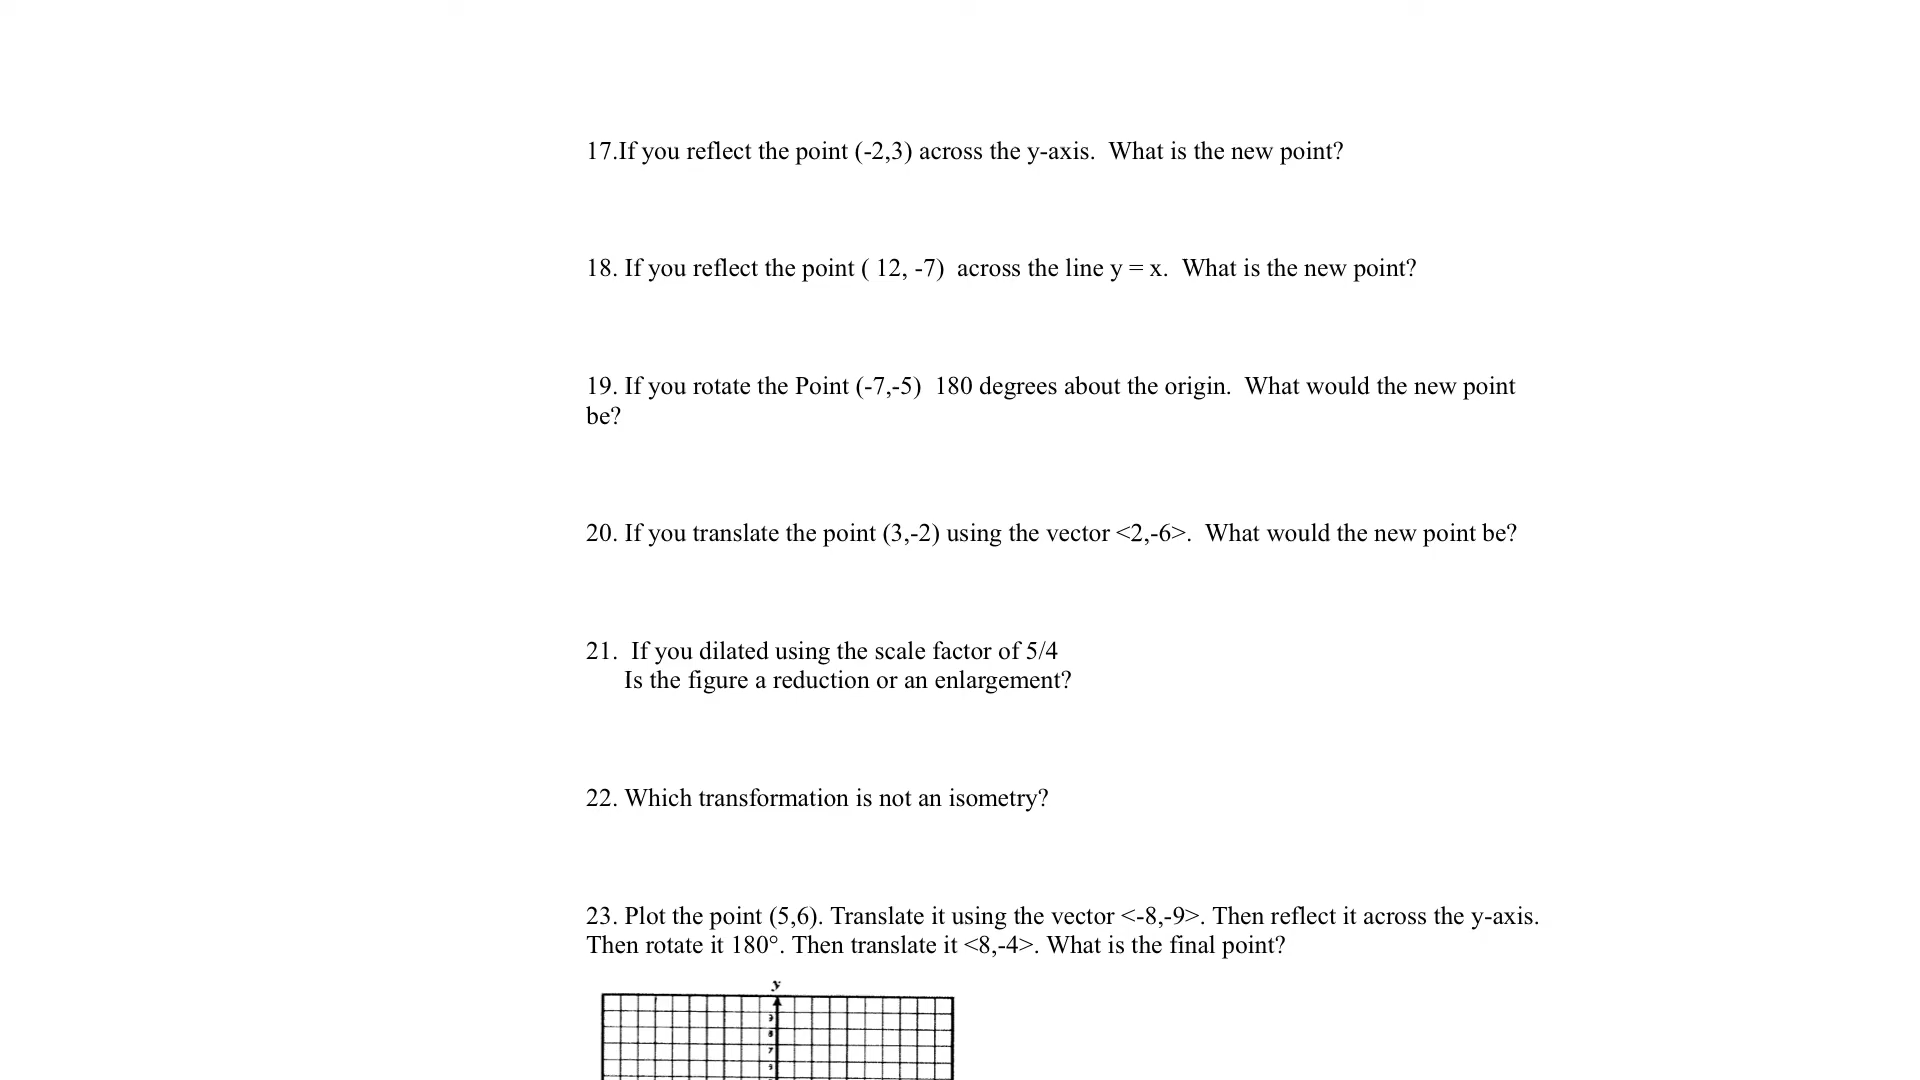 17.If you reflect the point (-2,3) across the y-axis.  What is the new point?
18. If you reflect the point ( 12, -7)  across the line y = x.  What is the new point?
19. If you rotate the Point (-7,-5)  180 degrees about the origin.  What would the new point
be?
20. If you translate the point (3,-2) using the vector <2,-6>.  What would the new point be?
21.  If you dilated using the scale factor of 5/4
Is the figure a reduction or an enlargement?
22. Which transformation is not an isometry?
23. Plot the point (5,6). Translate it using the vector <-8,-9>. Then reflect it across the y-axis.
Then rotate it 180°. Then translate it <8,-4>. What is the final point?
y
7